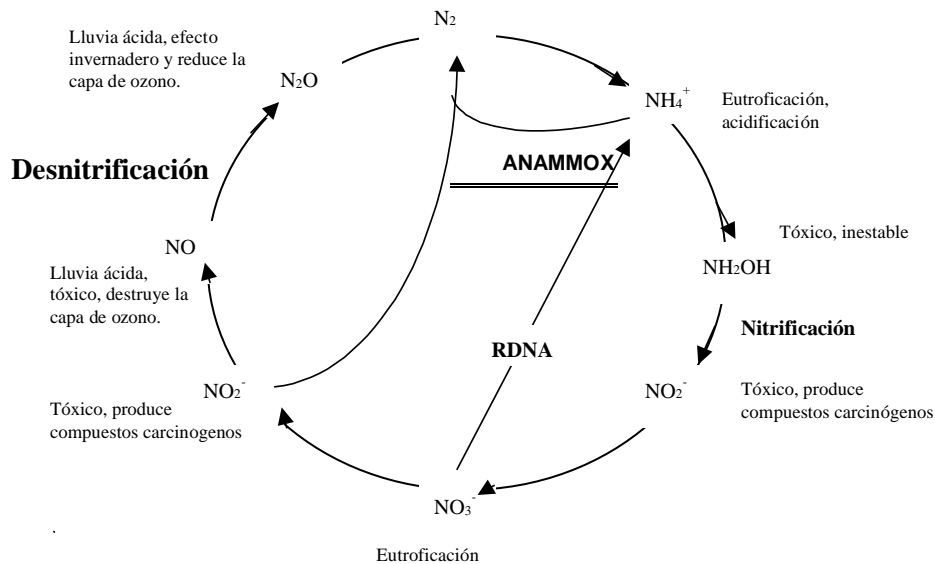 N₂
Lluvia ácida, efecto
invernadero y reduce la
capa de ozono.
N₂O
NH₄⁺
Eutroficación,
acidificación
Desnitrificación
ANAMMOX
Tóxico, inestable
NO
NH₂OH
Lluvia ácida,
tóxico, destruye la
capa de ozono.
Nitrificación
RDNA
NO₂⁻
NO₂⁻
Tóxico, produce
compuestos carcinogenos
Tóxico, produce
compuestos carcinógenos
NO₃⁻
.
Eutroficación